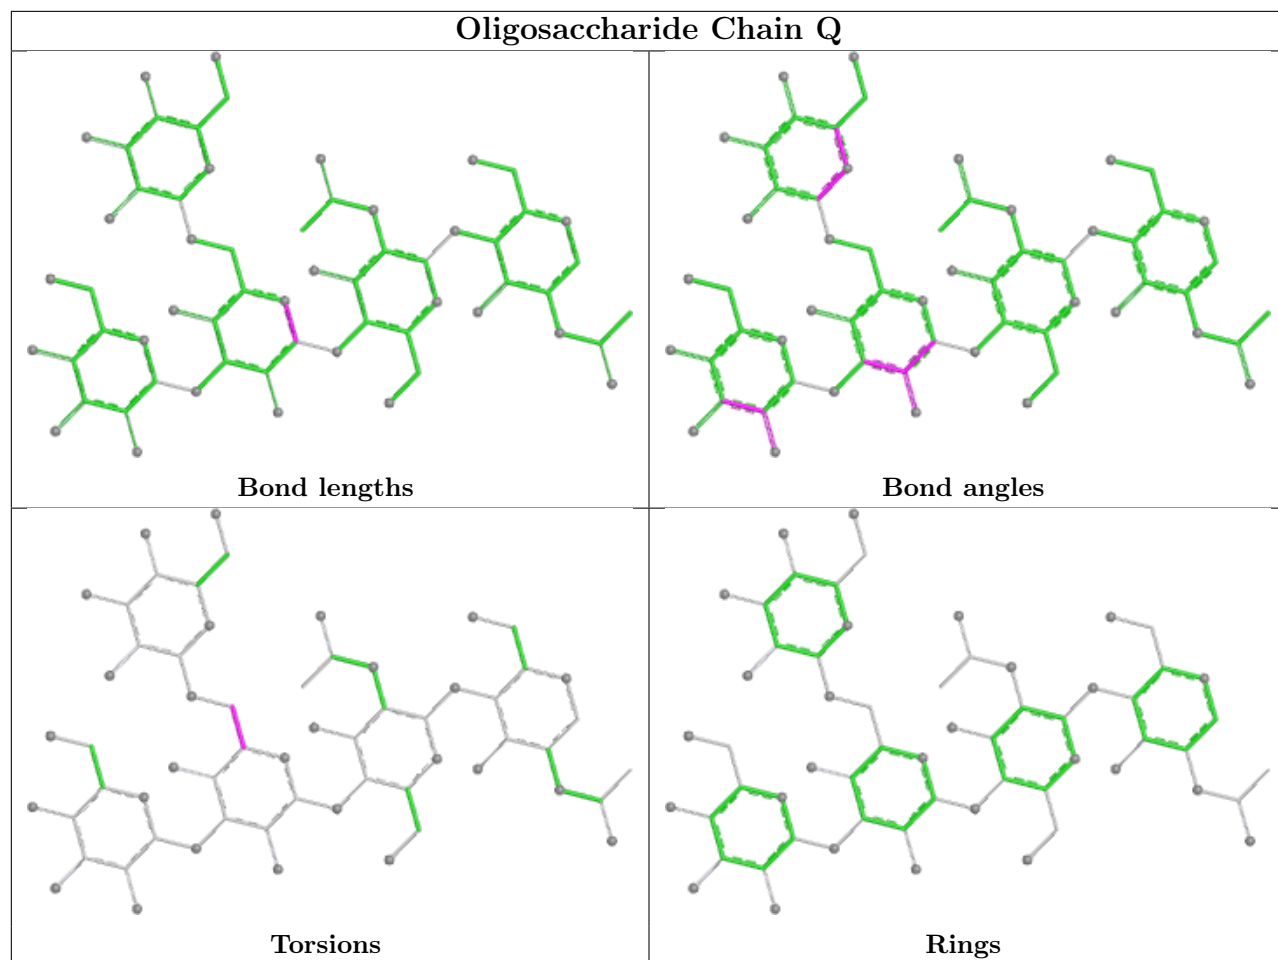 Oligosaccharide Chain Q
Bond lengths
Bond angles
Torsions
Rings